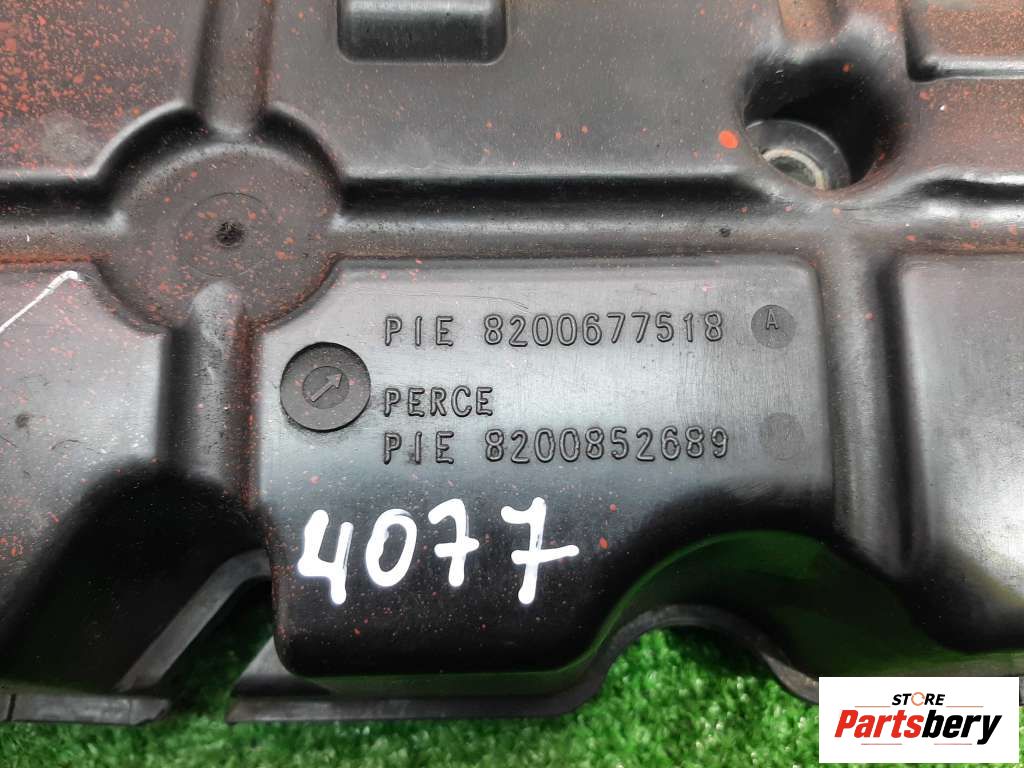 PIE 8200677518 A
PERCE
PIE 8200852689
4077
STORE
Partsbery